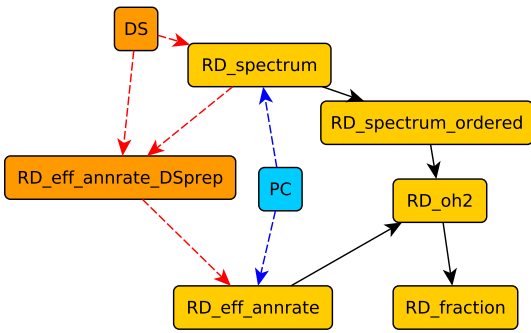 DS
RD_spectrum
RD_spectrum_ordered
RD_eff_annrate_DSprep
PC
RD_oh2
RD_eff_annrate
RD_fraction